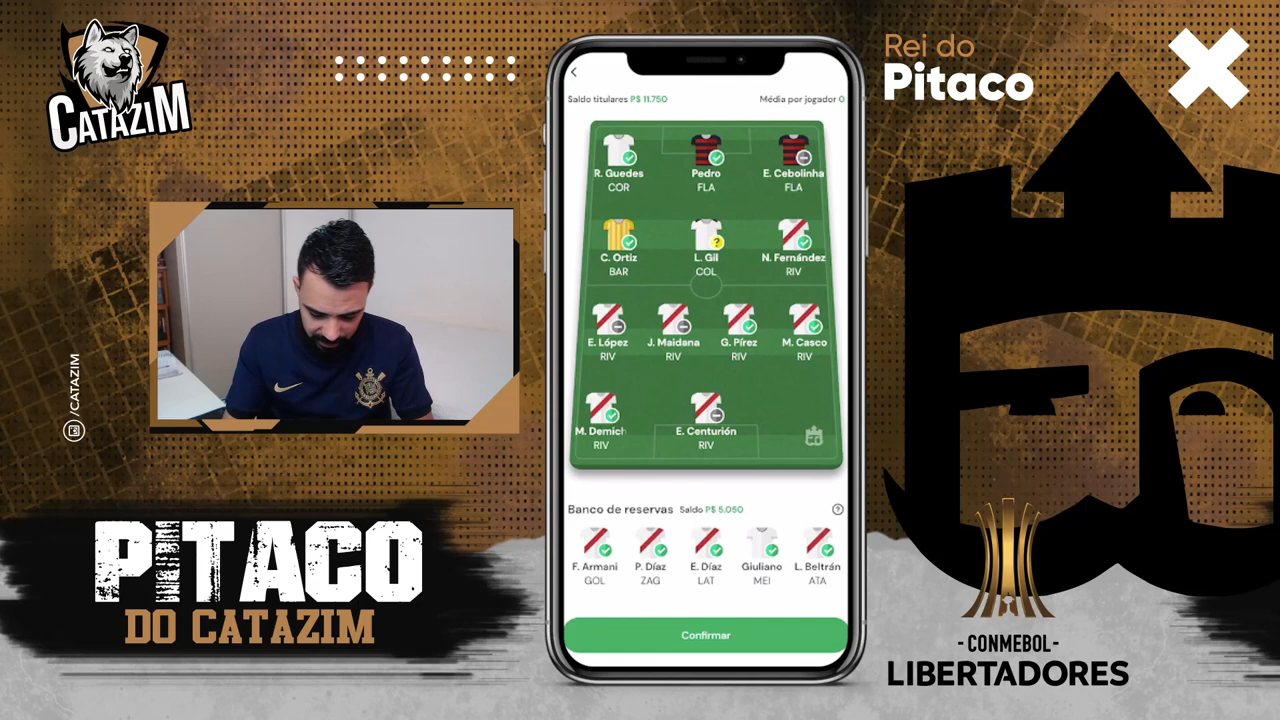 CATAZIM
/CATAZIM
PITACO
DO CATAZIM
Saldo titulares P$ 11.750
Média por jogador 0
R. Guedes
COR
Pedro
FLA
E. Cebolinha
FLA
C. Ortiz
BAR
L. Gil
COL
?
N. Fernández
RIV
E. López
RIV
J. Maidana
RIV
G. Pírez
RIV
M. Casco
RIV
M. Demich
RIV
E. Centurión
RIV
Banco de reservas Saldo P$ 5.050
?
F. Armani
GOL
P. Díaz
ZAG
E. Díaz
LAT
Giuliano
MEI
L. Beltrán
ATA
Confirmar
Rei do
Pitaco
-CONMEBOL-
LIBERTADORES